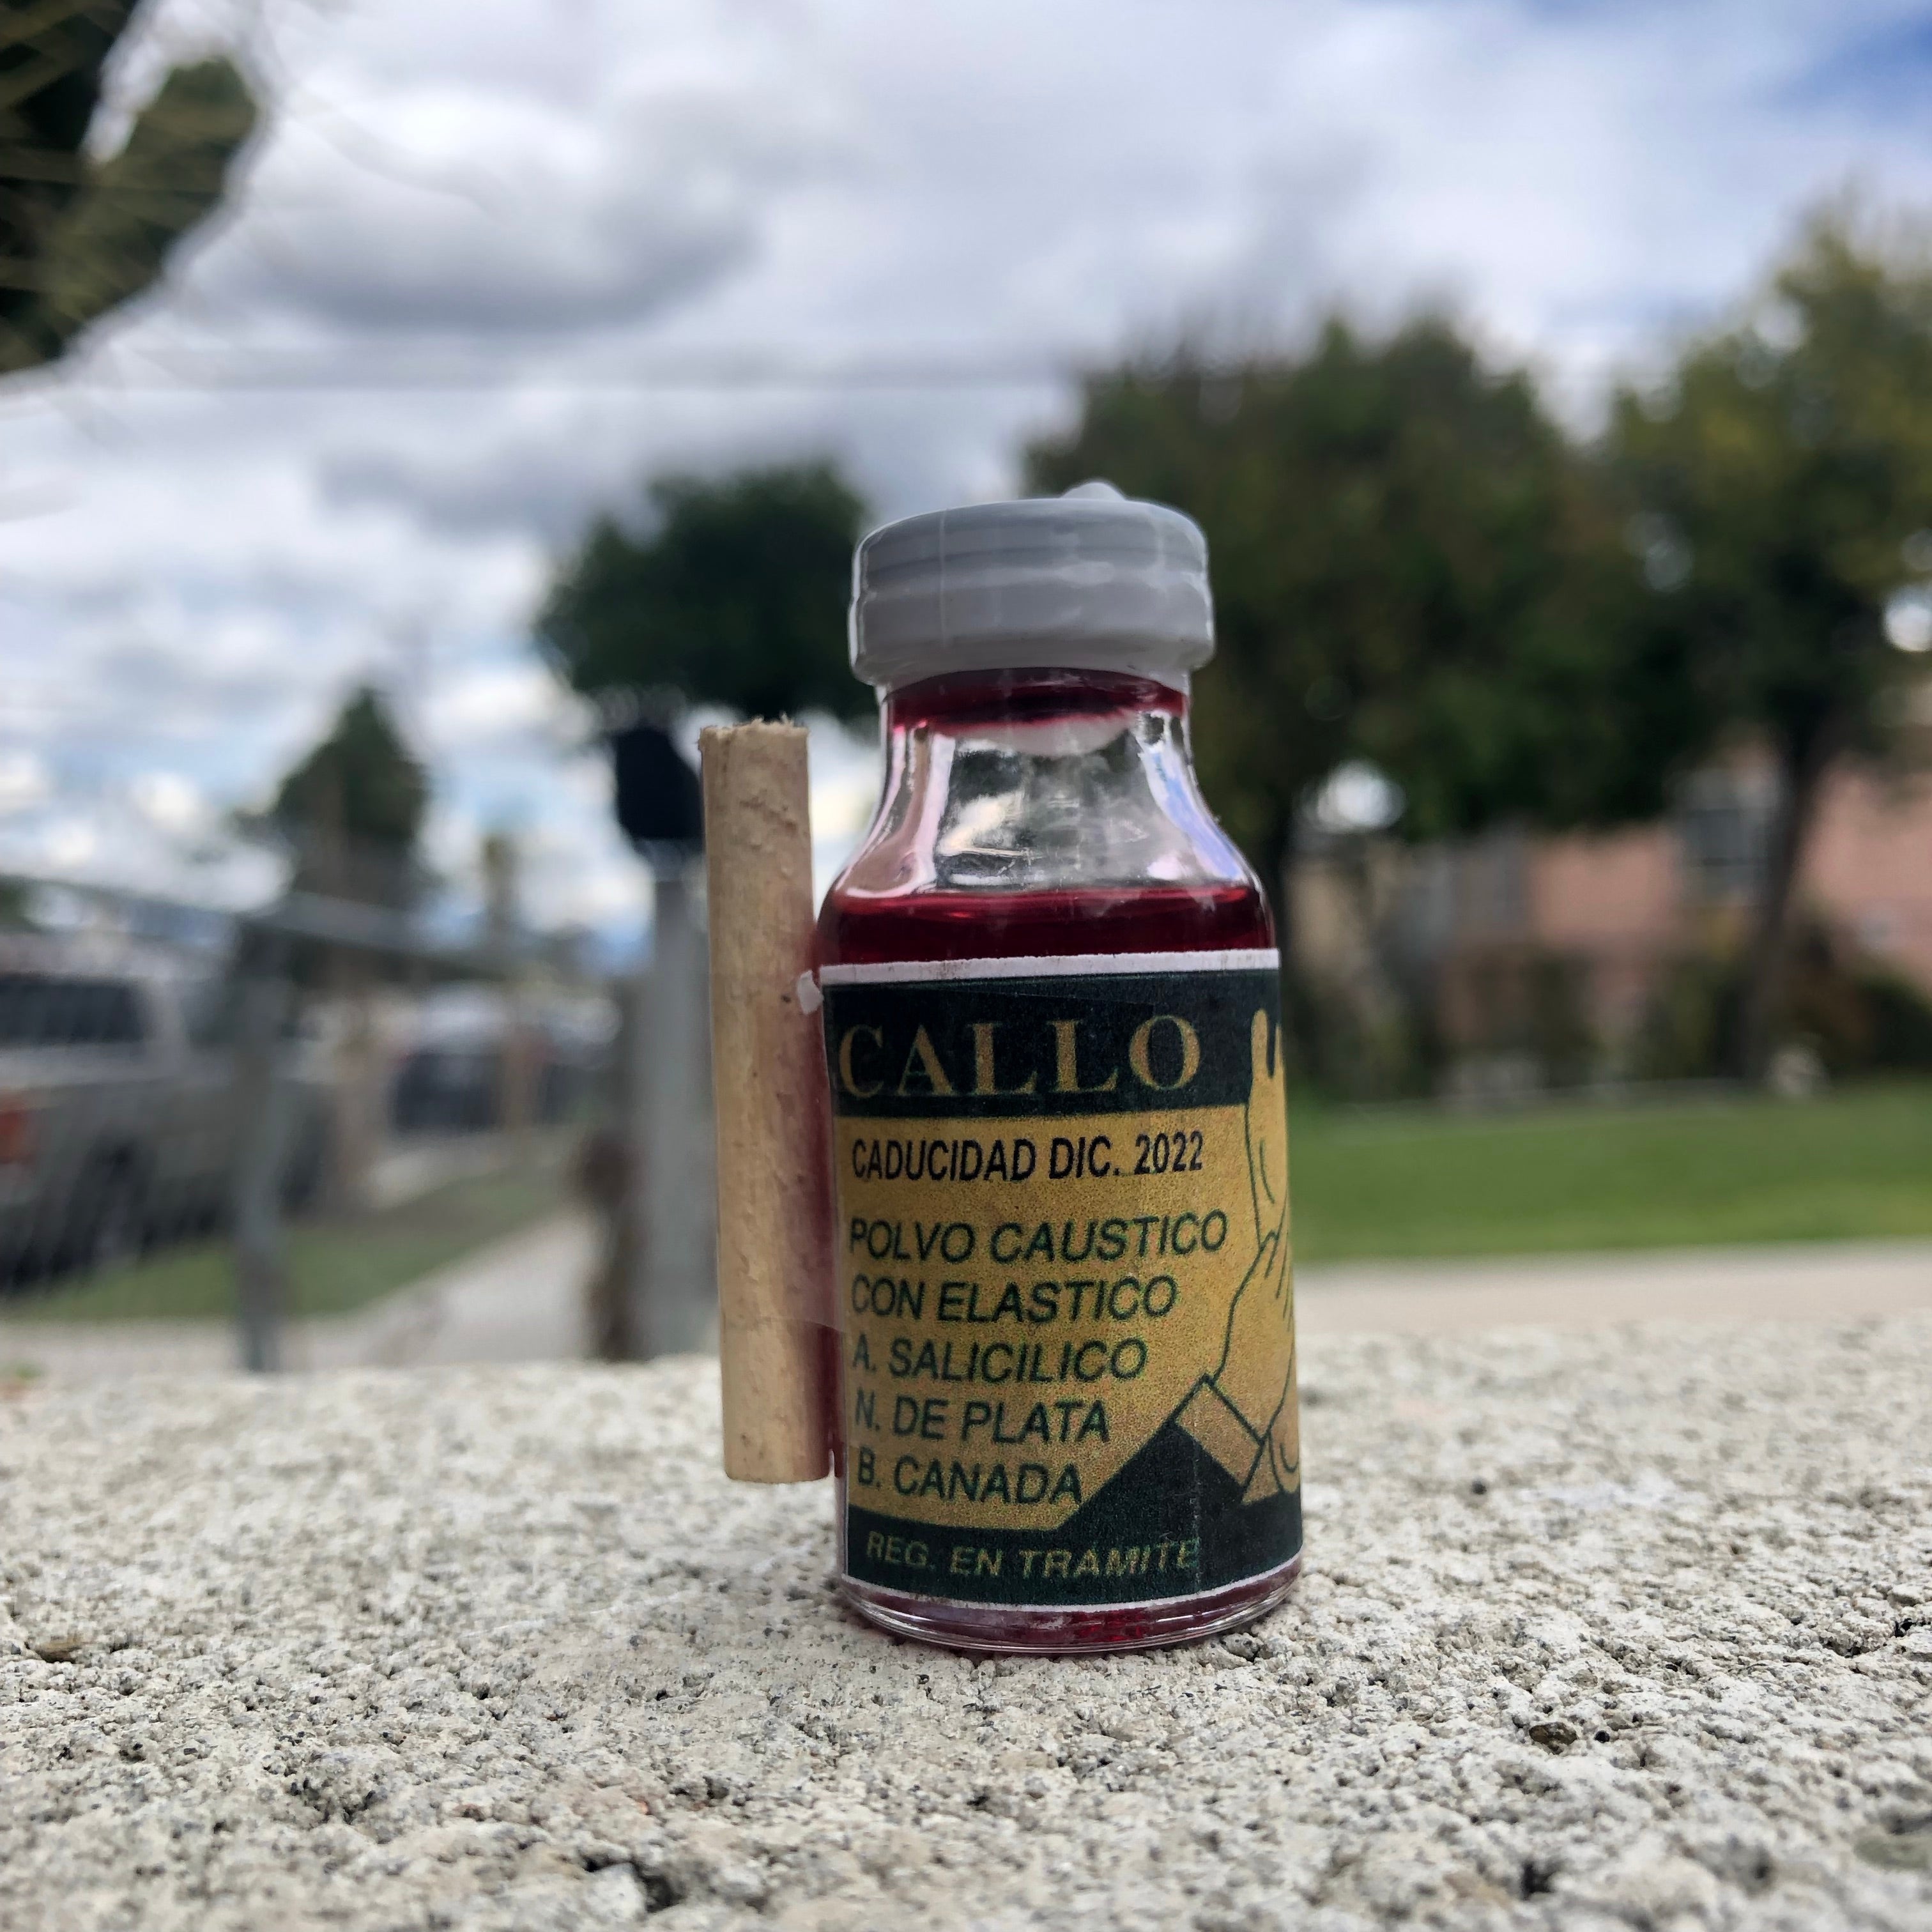 CALLO
CADUCIDAD DIC. 2022
POLVO CAUSTICO
CON ELASTICO
A. SALICILICO
N. DE PLATA
B. CANADA
REG. EN TRAMITE